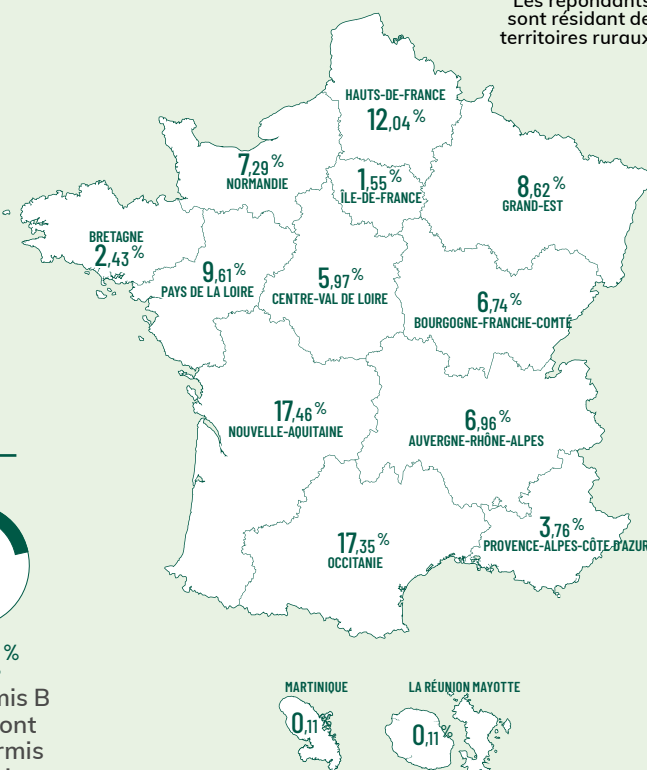 Les répondants
sont résidant de
territoires ruraux
HAUTS-DE-FRANCE
12,04%
7,29%
NORMANDIE
1,55%
ÎLE-DE-FRANCE
8,62%
GRAND-EST
BRETAGNE
2,43%
9,61%
PAYS DE LA LOIRE
5,97%
CENTRE-VAL DE LOIRE
6,74%
BOURGOGNE-FRANCHE-COMTÉ
17,46%
NOUVELLE-AQUITAINE
6,96%
AUVERGNE-RHÔNE-ALPES
3,76%
PROVENCE-ALPES-CÔTE D'AZUR
17,35%
OCCITANIE
%
mis B
ont
rmis
MARTINIQUE
0,11%
LA RÉUNION MAYOTTE
0,11%